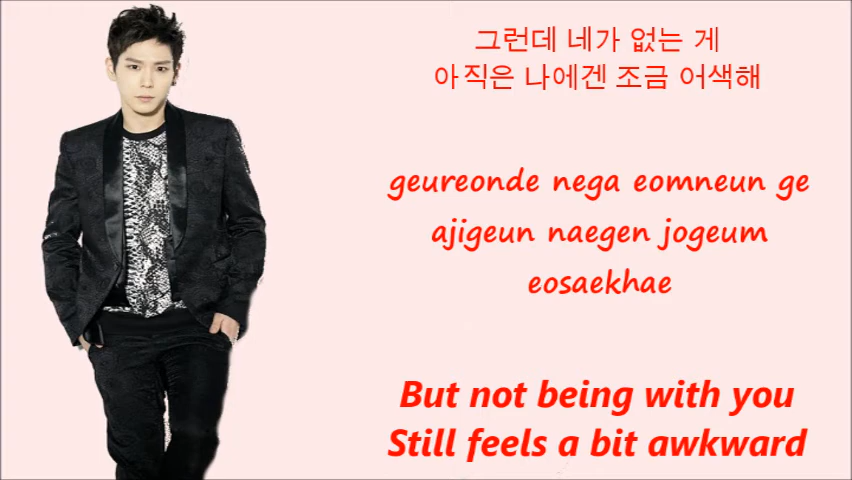 그런데 네가 없는 게
아직은 나에겐 조금 어색해
geureonde nega eomneun ge
ajigeun naegen jogeum
eosaekhae
But not being with you
Still feels a bit awkward